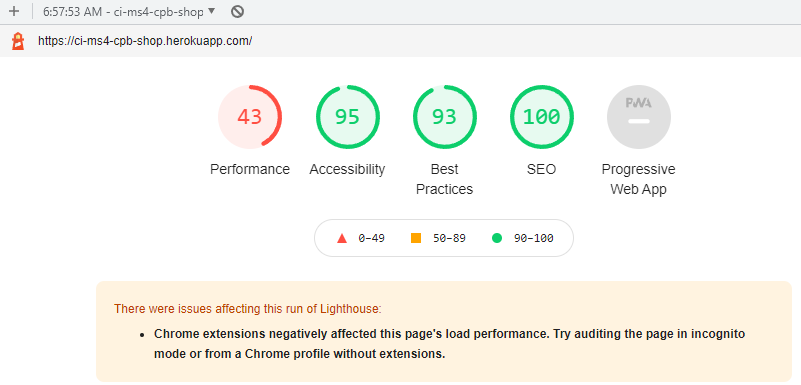 6:57:53 AM - ci-ms4-cpb-shop
https://ci-ms4-cpb-shop.herokuapp.com/
43 95 93 100 PWA
Performance Accessibility Best Practices SEO Progressive Web App
0–49 50–89 90–100
There were issues affecting this run of Lighthouse:
• Chrome extensions negatively affected this page's load performance. Try auditing the page in incognito
mode or from a Chrome profile without extensions.